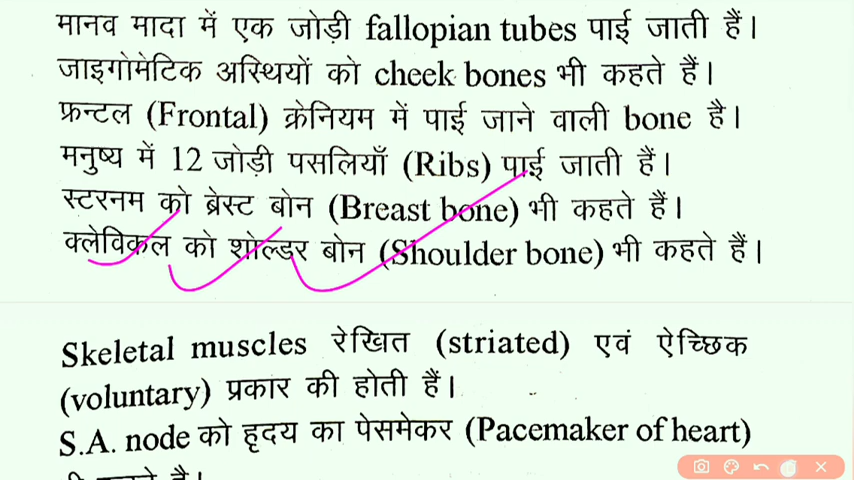 मानव मादा में एक जोड़ी fallopian tubes पाई जाती हैं।
जाइगोमेटिक अस्थियों को cheek bones भी कहते हैं।
फ्रन्टल (Frontal) क्रेनियम में पाई जाने वाली bone है।
मनुष्य में 12 जोड़ी पसलियाँ (Ribs) पाई जाती हैं।
स्टरनम को ब्रेस्ट बोन (Breast bone) भी कहते हैं।
क्लेविकल को शोल्डर बोन (Shoulder bone) भी कहते हैं।
Skeletal muscles रेखित (striated) एवं ऐच्छिक
(voluntary) प्रकार की होती हैं।
S.A. node को हृदय का पेसमेकर (Pacemaker of heart)